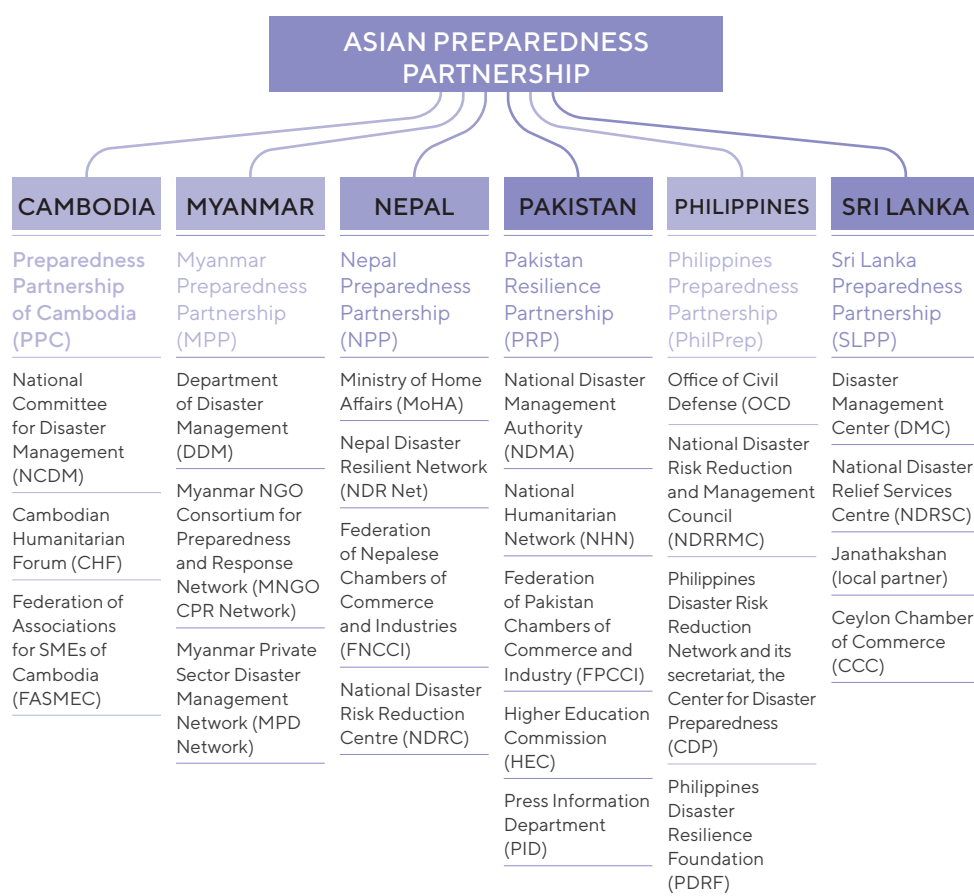 ASIAN PREPAREDNESS
PARTNERSHIP
CAMBODIA
Preparedness
Partnership
of Cambodia
(PPC)
National
Committee
for Disaster
Management
(NCDM)
Cambodian
Humanitarian
Forum (CHF)
Federation of
Associations
for SMEs of
Cambodia
(FASMEC)
MYANMAR
Myanmar
Preparedness
Partnership
(MPP)
Department
of Disaster
Management
(DDM)
Myanmar NGO
Consortium for
Preparedness
and Response
Network (MNGO
CPR Network)
Myanmar Private
Sector Disaster
Management
Network (MPD
Network)
NEPAL
Nepal
Preparedness
Partnership
(NPP)
Ministry of Home
Affairs (MoHA)
Nepal Disaster
Resilient Network
(NDR Net)
Federation
of Nepalese
Chambers of
Commerce
and Industries
(FNCCI)
National Disaster
Risk Reduction
Centre (NDRC)
PAKISTAN
Pakistan
Resilience
Partnership
(PRP)
National Disaster
Management
Authority
(NDMA)
National
Humanitarian
Network (NHN)
Federation
of Pakistan
Chambers of
Commerce and
Industry (FPCCI)
Higher Education
Commission
(HEC)
Press Information
Department
(PID)
PHILIPPINES
Philippines
Preparedness
Partnership
(PhilPrep)
Office of Civil
Defense (OCD
National Disaster
Risk Reduction
and Management
Council
(NDRRMC)
Philippines
Disaster Risk
Reduction
Network and its
secretariat, the
Center for Disaster
Preparedness
(CDP)
Philippines
Disaster
Resilience
Foundation
(PDRF)
SRI LANKA
Sri Lanka
Preparedness
Partnership
(SLPP)
Disaster
Management
Center (DMC)
National Disaster
Relief Services
Centre (NDRSC)
Janathakshan
(local partner)
Ceylon Chamber
of Commerce
(CCC)